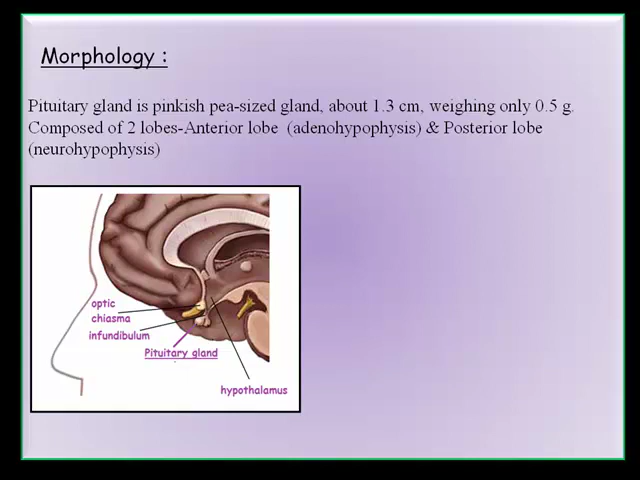 Morphology :
Pituitary gland is pinkish pea-sized gland, about 1.3 cm, weighing only 0.5 g.
Composed of 2 lobes-Anterior lobe (adenohypophysis) & Posterior lobe
(neurohypophysis)
optic
chiasma
infundibulum
Pituitary gland
hypothalamus